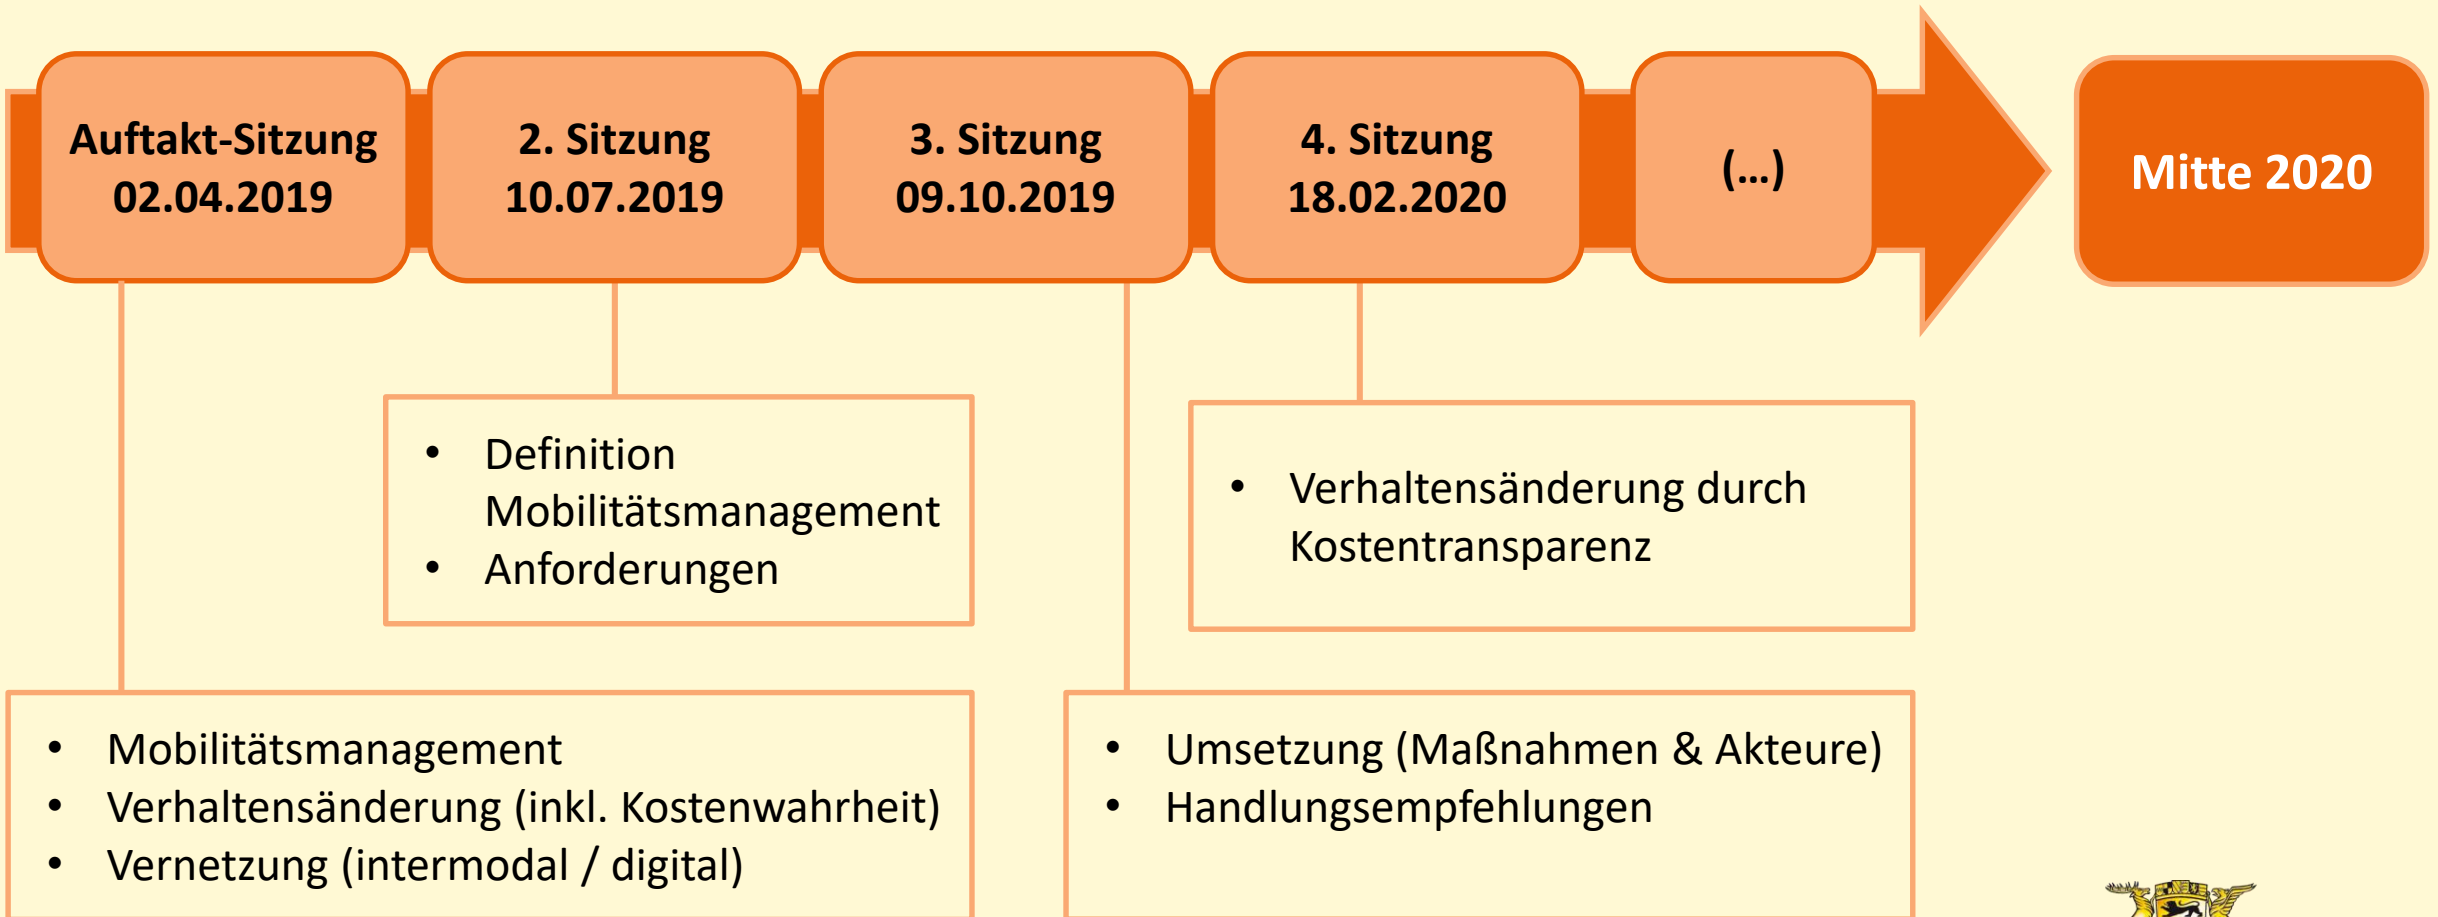 Auftakt-Sitzung
02.04.2019
2. Sitzung
10.07.2019
3. Sitzung
09.10.2019
4. Sitzung
18.02.2020
(...)
Mitte 2020
• Definition
Mobilitätsmanagement
• Anforderungen
• Verhaltensänderung durch
Kostentransparenz
• Mobilitätsmanagement
• Verhaltensänderung (inkl. Kostenwahrheit)
• Vernetzung (intermodal / digital)
• Umsetzung (Maßnahmen & Akteure)
• Handlungsempfehlungen